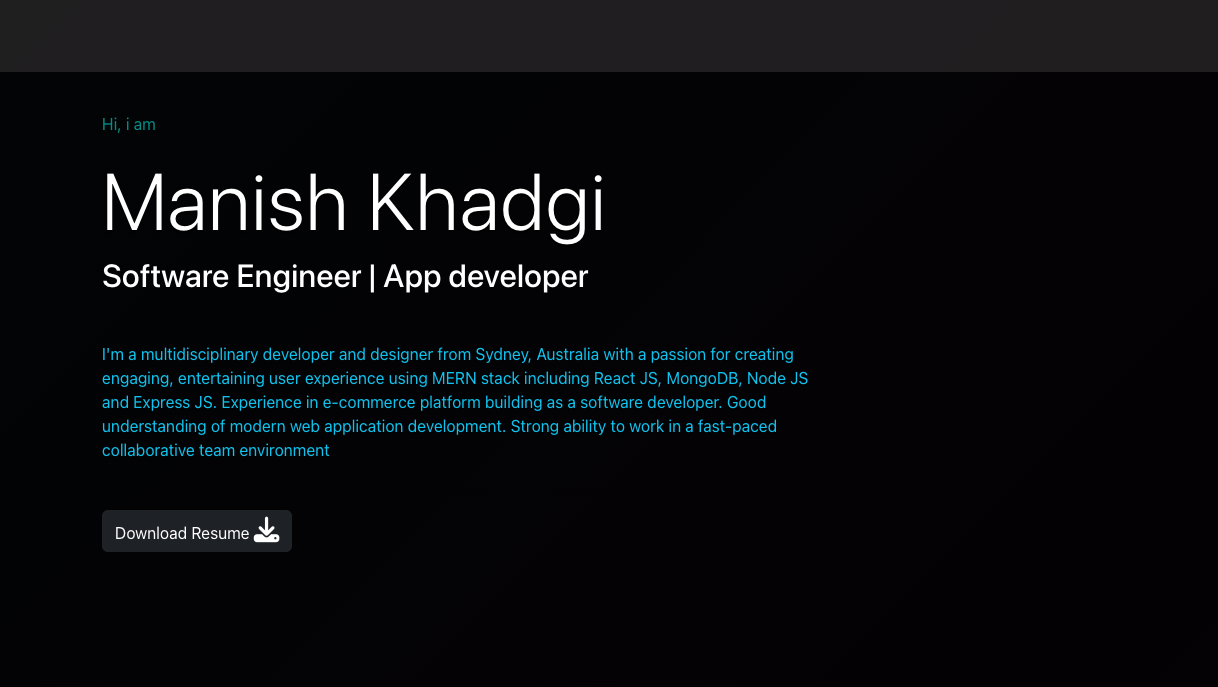 Hi, i am
Manish Khadgi
Software Engineer | App developer
I'm a multidisciplinary developer and designer from Sydney, Australia with a passion for creating
engaging, entertaining user experience using MERN stack including React JS, MongoDB, Node JS
and Express JS. Experience in e-commerce platform building as a software developer. Good
understanding of modern web application development. Strong ability to work in a fast-paced
collaborative team environment
Download Resume